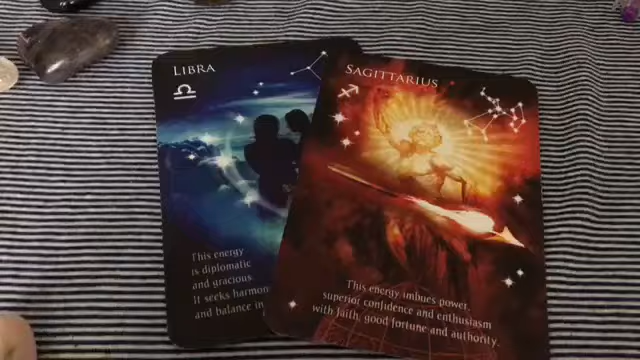 LIBRA
This energy
is diplomatic
and gracious
It seeks harmon
and balance in
SAGITTARIUS
This energy imbues power,
superior confidence and enthusiasm
with faith, good fortune and authority.